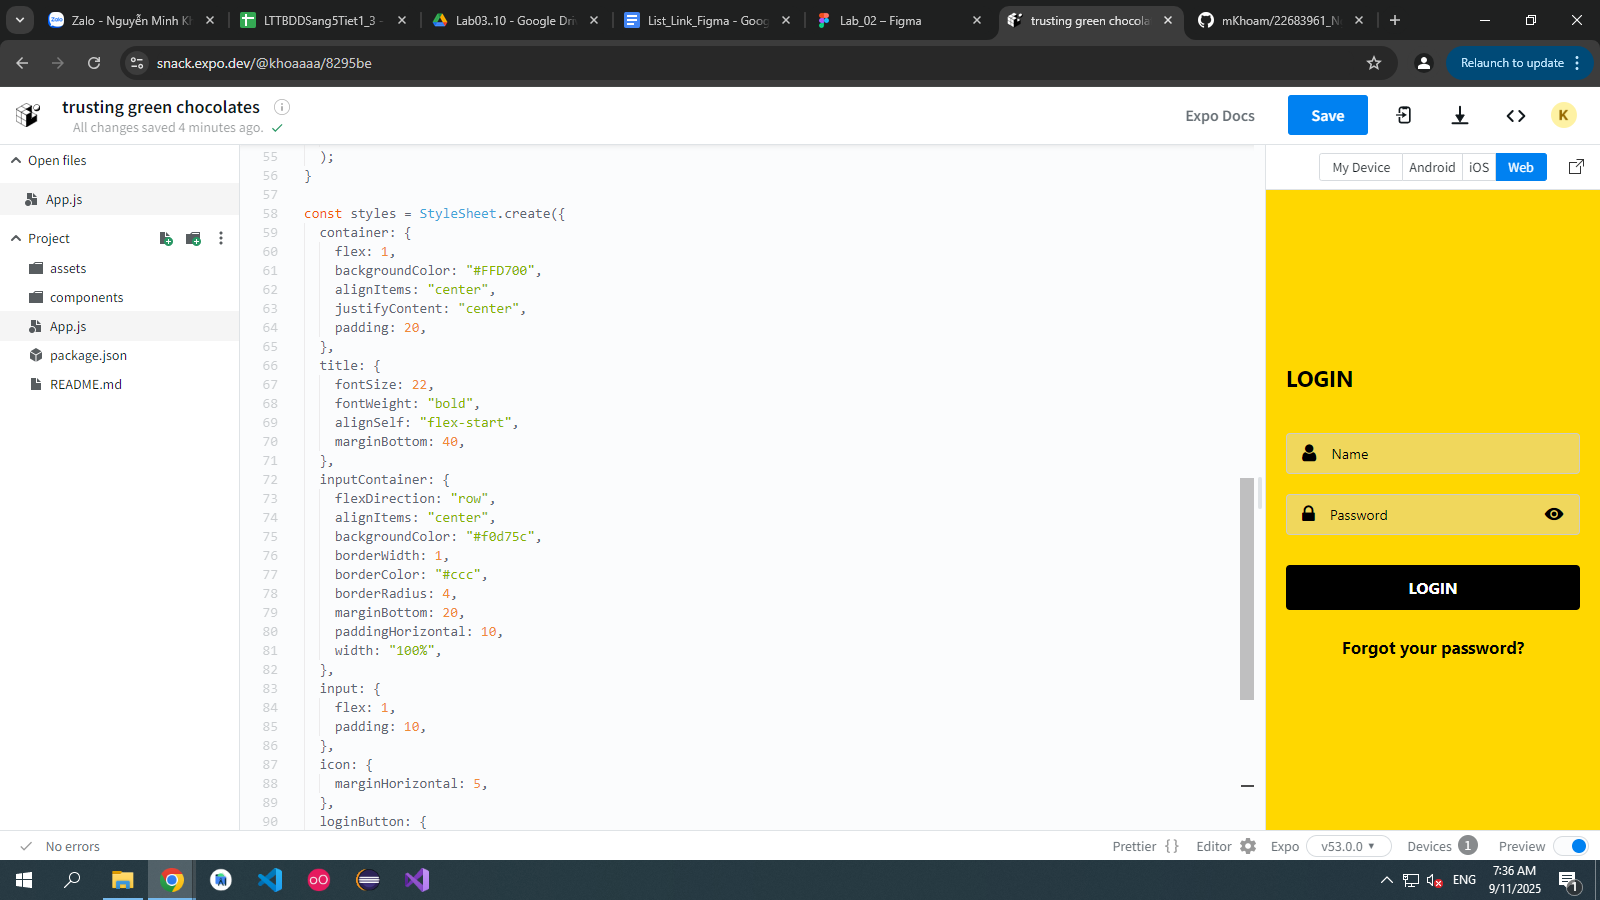 Zalo - Nguyễn Minh Kh
LTTBDDSang5Tiet1_3 -
Lab03..10 - Google Dri
List_Link_Figma - Goog
Lab_02 – Figma
trusting green chocola
mKhoam/22683961_N
snack.expo.dev/@khoaaaa/8295be
Relaunch to update
trusting green chocolates
All changes saved 4 minutes ago.
Expo Docs
Save
K
Open files
App.js
Project
assets
components
App.js
package.json
README.md
55 );
56 }
57
58 const styles = StyleSheet.create({
59 container: {
60 flex: 1,
61 backgroundColor: "#FFD700",
62 alignItems: "center",
63 justifyContent: "center",
64 padding: 20,
65 },
66 title: {
67 fontSize: 22,
68 fontWeight: "bold",
69 alignSelf: "flex-start",
70 marginBottom: 40,
71 },
72 inputContainer: {
73 flexDirection: "row",
74 alignItems: "center",
75 backgroundColor: "#f0d75c",
76 borderWidth: 1,
77 borderColor: "#ccc",
78 borderRadius: 4,
79 marginBottom: 20,
80 paddingHorizontal: 10,
81 width: "100%",
82 },
83 input: {
84 flex: 1,
85 padding: 10,
86 },
87 icon: {
88 marginHorizontal: 5,
89 },
90 loginButton: {
My Device
Android
iOS
Web
LOGIN
Name
Password
LOGIN
Forgot your password?
No errors
Prettier { }
Editor
Expo
v53.0.0
Devices 1
Preview
ENG
7:36 AM
9/11/2025
1